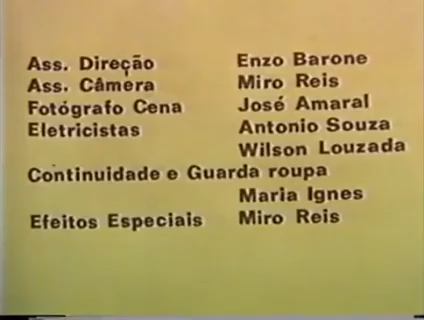 Ass. Direção Enzo Barone
Ass. Câmera Miro Reis
Fotógrafo Cena José Amaral
Eletricistas Antonio Souza
Wilson Louzada
Continuidade e Guarda roupa
Maria Ignes
Efeitos Especiais Miro Reis